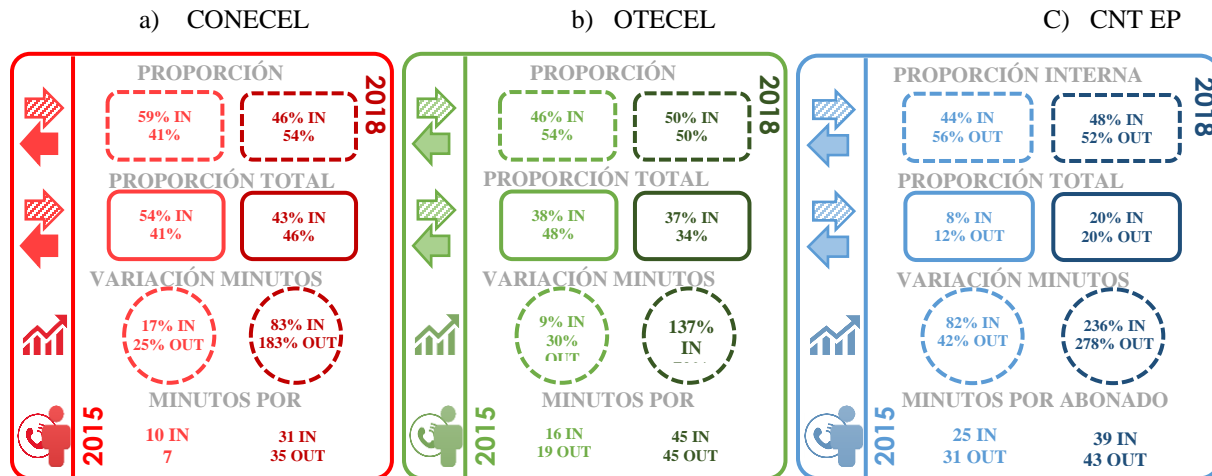 a) CONECEL
PROPORCIÓN
2018
59% IN
41%
46% IN
54%
PROPORCIÓN TOTAL
54% IN
41%
43% IN
46%
VARIACIÓN MINUTOS
17% IN
25% OUT
83% IN
183% OUT
MINUTOS POR
2015
10 IN
7
31 IN
35 OUT
b) OTECEL
PROPORCIÓN
2018
46% IN
54%
50% IN
50%
PROPORCIÓN TOTAL
38% IN
48%
37% IN
34%
VARIACIÓN MINUTOS
9% IN
30%
OUT
137%
IN
MINUTOS POR
2015
16 IN
19 OUT
45 IN
45 OUT
C) CNT EP
PROPORCIÓN INTERNA
2018
44% IN
56% OUT
48% IN
52% OUT
PROPORCIÓN TOTAL
8% IN
12% OUT
20% IN
20% OUT
VARIACIÓN MINUTOS
82% IN
42% OUT
236% IN
278% OUT
MINUTOS POR ABONADO
2015
25 IN
31 OUT
39 IN
43 OUT